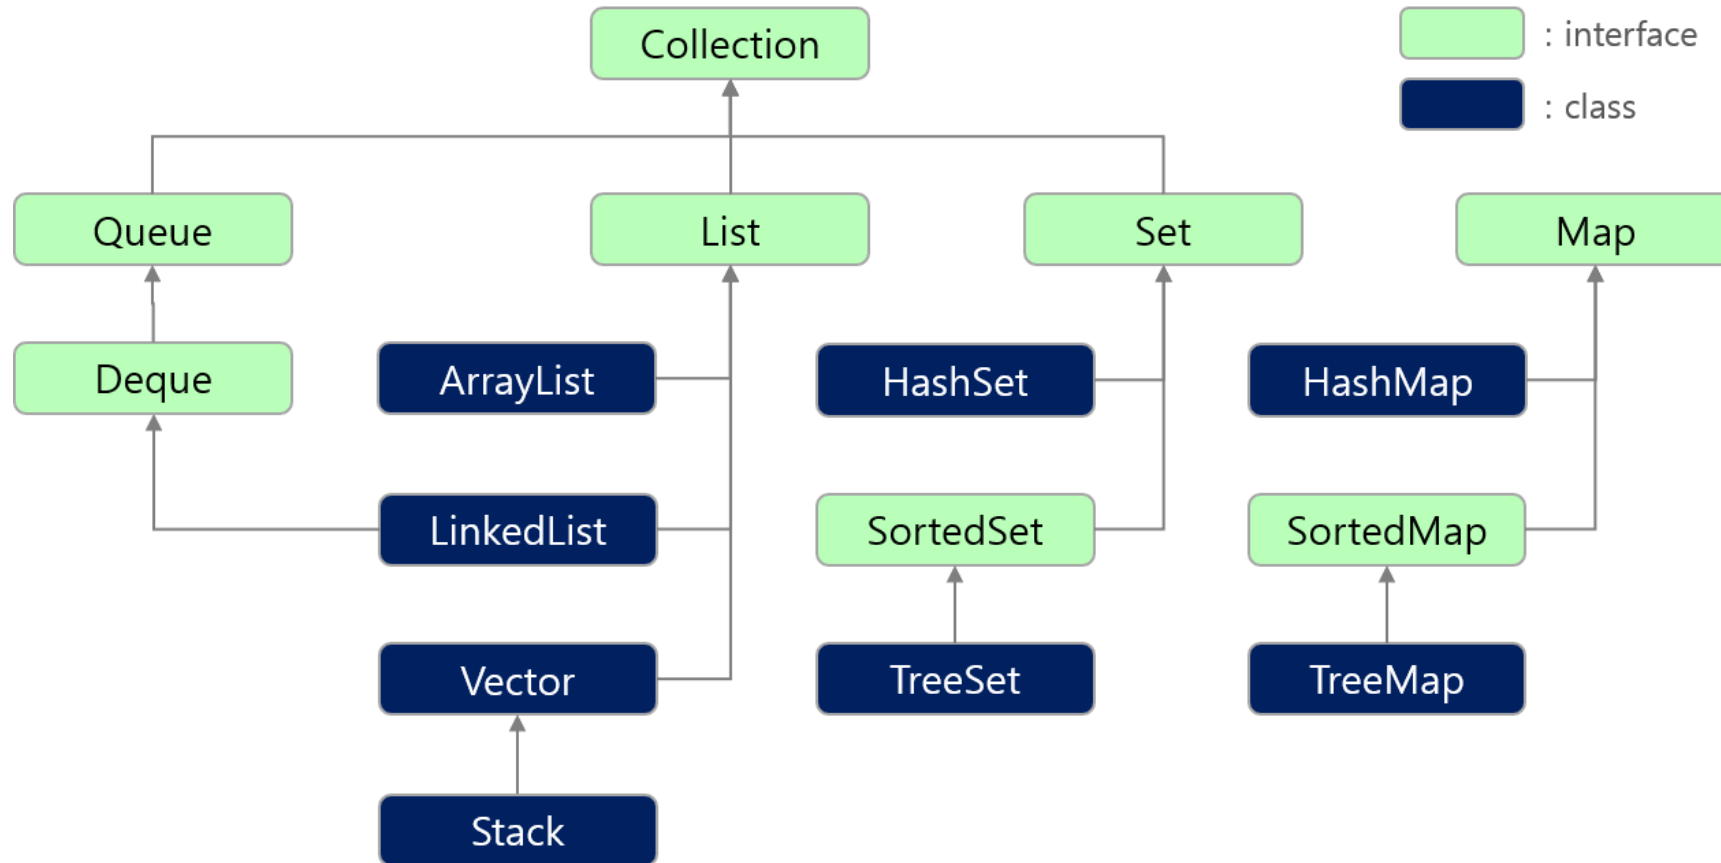 Collection
: interface
: class
Queue
List
Set
Map
Deque
ArrayList
HashSet
HashMap
LinkedList
SortedSet
SortedMap
Vector
TreeSet
TreeMap
Stack